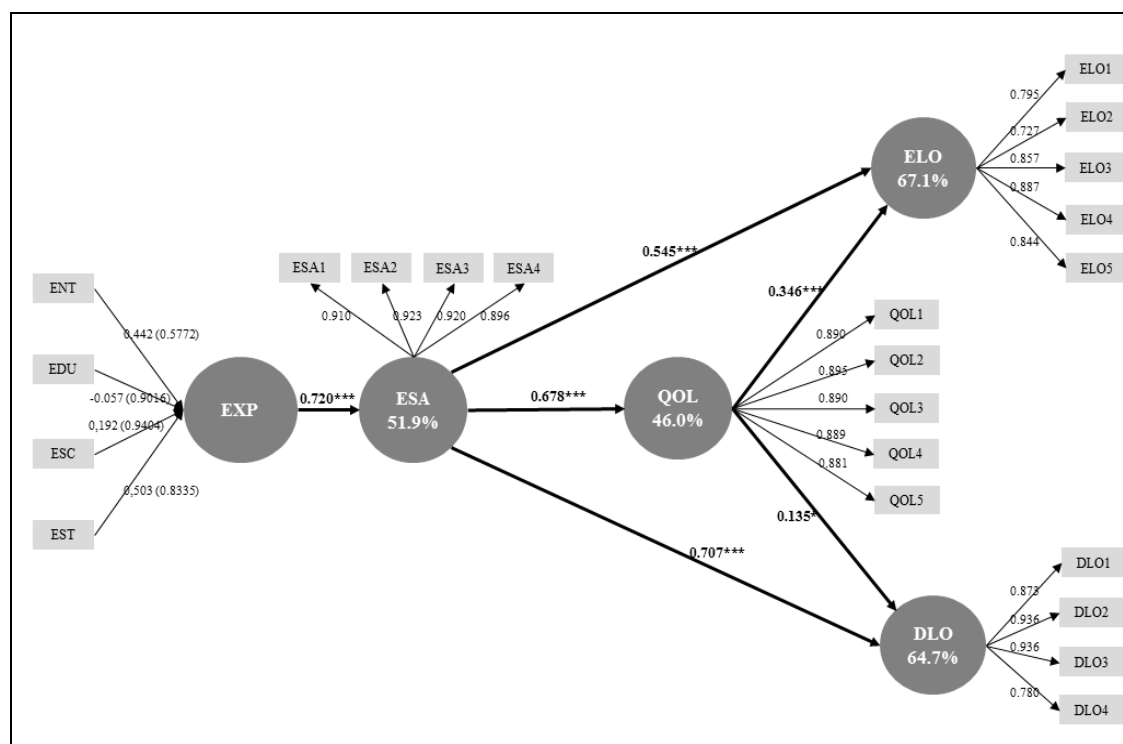 ELO1
0.795
ELO2
0.727
ELO
67.1%
ELO3
0.857
ELO4
0.887
ELO5
0.844
0.545***
ESA1
ESA2
ESA3
ESA4
0.910
0.923
0.920
0.896
ENT
0.442 (0.5772)
EDU
-0.057 (0.9016)
ESC
0,192 (0.9404)
EST
0,503 (0.8335)
EXP
0.720***
ESA
51.9%
0.678***
0.346***
QOL
46.0%
QOL1
0.890
QOL2
0.895
QOL3
0.890
QOL4
0.889
QOL5
0.881
0.135*
0.707***
DLO
64.7%
DLO1
0.873
DLO2
0.936
DLO3
0.936
DLO4
0.780